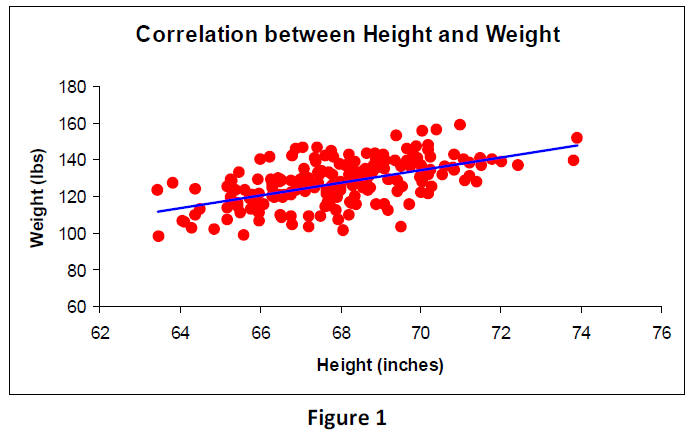 Correlation between Height and Weight
180
160
140
120
100
80
60
Weight (lbs)
62 64 66 68 70 72 74 76
Height (inches)
Figure 1